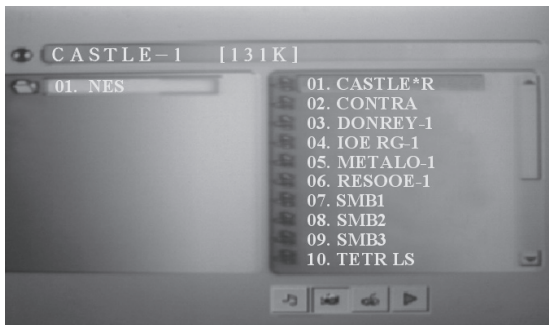 CASTLE-1 [131K]
01. NES
01. CASTLE*R
02. CONTRA
03. DONREY-1
04. IOE RG-1
05. METALO-1
06. RESOOE-1
07. SMB1
08. SMB2
09. SMB3
10. TETR LS